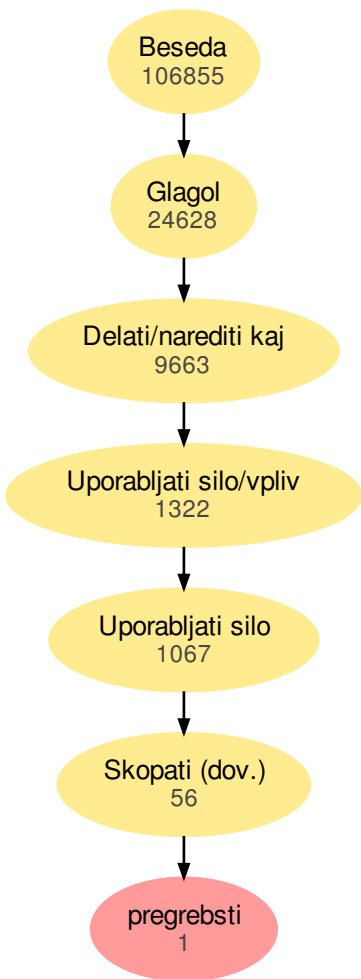 Beseda
106855
Glagol
24628
Delati/narediti kaj
9663
Uporabljati silo/vpliv
1322
Uporabljati silo
1067
Skopati (dov.)
56
pregrebsti
1